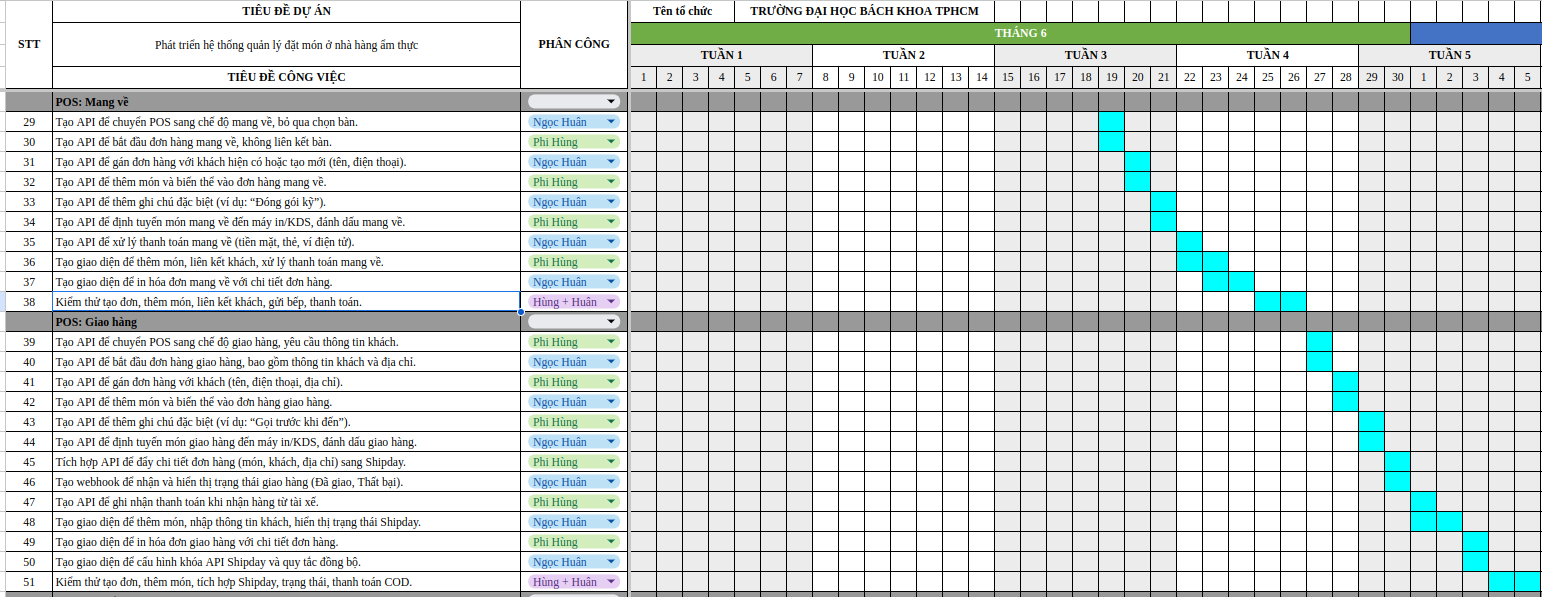 TIÊU ĐỀ DỰ ÁN
Tên tổ chức
TRƯỜNG ĐẠI HỌC BÁCH KHOA TPHCM
STT
Phát triển hệ thống quản lý đặt món ở nhà hàng ẩm thực
PHÂN CÔNG
THÁNG 6
TUẦN 1 TUẦN 2 TUẦN 3 TUẦN 4 TUẦN 5
TIÊU ĐỀ CÔNG VIỆC
1 2 3 4 5 6 7 8 9 10 11 12 13 14 15 16 17 18 19 20 21 22 23 24 25 26 27 28 29 30 1 2 3 4 5
POS: Mang về
29 Tạo API để chuyển POS sang chế độ mang về, bỏ qua chọn bàn. Ngọc Huân
30 Tạo API để bắt đầu đơn hàng mang về, không liên kết bàn. Phi Hùng
31 Tạo API để gán đơn hàng với khách hiện có hoặc tạo mới (tên, điện thoại). Ngọc Huân
32 Tạo API để thêm món và biến thể vào đơn hàng mang về. Phi Hùng
33 Tạo API để thêm ghi chú đặc biệt (ví dụ: “Đóng gói kỹ”). Ngọc Huân
34 Tạo API để định tuyến món mang về đến máy in/KDS, đánh dấu mang về. Phi Hùng
35 Tạo API để xử lý thanh toán mang về (tiền mặt, thẻ, ví điện tử). Ngọc Huân
36 Tạo giao diện để thêm món, liên kết khách, xử lý thanh toán mang về. Phi Hùng
37 Tạo giao diện để in hóa đơn mang về với chi tiết đơn hàng. Ngọc Huân
38 Kiểm thử tạo đơn, thêm món, liên kết khách, gửi bếp, thanh toán. Hùng + Huân
POS: Giao hàng
39 Tạo API để chuyển POS sang chế độ giao hàng, yêu cầu thông tin khách. Phi Hùng
40 Tạo API để bắt đầu đơn hàng giao hàng, bao gồm thông tin khách và địa chỉ. Ngọc Huân
41 Tạo API để gán đơn hàng với khách (tên, điện thoại, địa chỉ). Phi Hùng
42 Tạo API để thêm món và biến thể vào đơn hàng giao hàng. Ngọc Huân
43 Tạo API để thêm ghi chú đặc biệt (ví dụ: “Gọi trước khi đến”). Phi Hùng
44 Tạo API để định tuyến món giao hàng đến máy in/KDS, đánh dấu giao hàng. Ngọc Huân
45 Tích hợp API để đẩy chi tiết đơn hàng (món, khách, địa chỉ) sang Shipday. Phi Hùng
46 Tạo webhook để nhận và hiển thị trạng thái giao hàng (Đã giao, Thất bại). Ngọc Huân
47 Tạo API để ghi nhận thanh toán khi nhận hàng từ tài xế. Phi Hùng
48 Tạo giao diện để thêm món, nhập thông tin khách, hiển thị trạng thái Shipday. Ngọc Huân
49 Tạo giao diện để in hóa đơn giao hàng với chi tiết đơn hàng. Phi Hùng
50 Tạo giao diện để cấu hình khóa API Shipday và quy tắc đồng bộ. Ngọc Huân
51 Kiểm thử tạo đơn, thêm món, tích hợp Shipday, trạng thái, thanh toán COD. Hùng + Huân